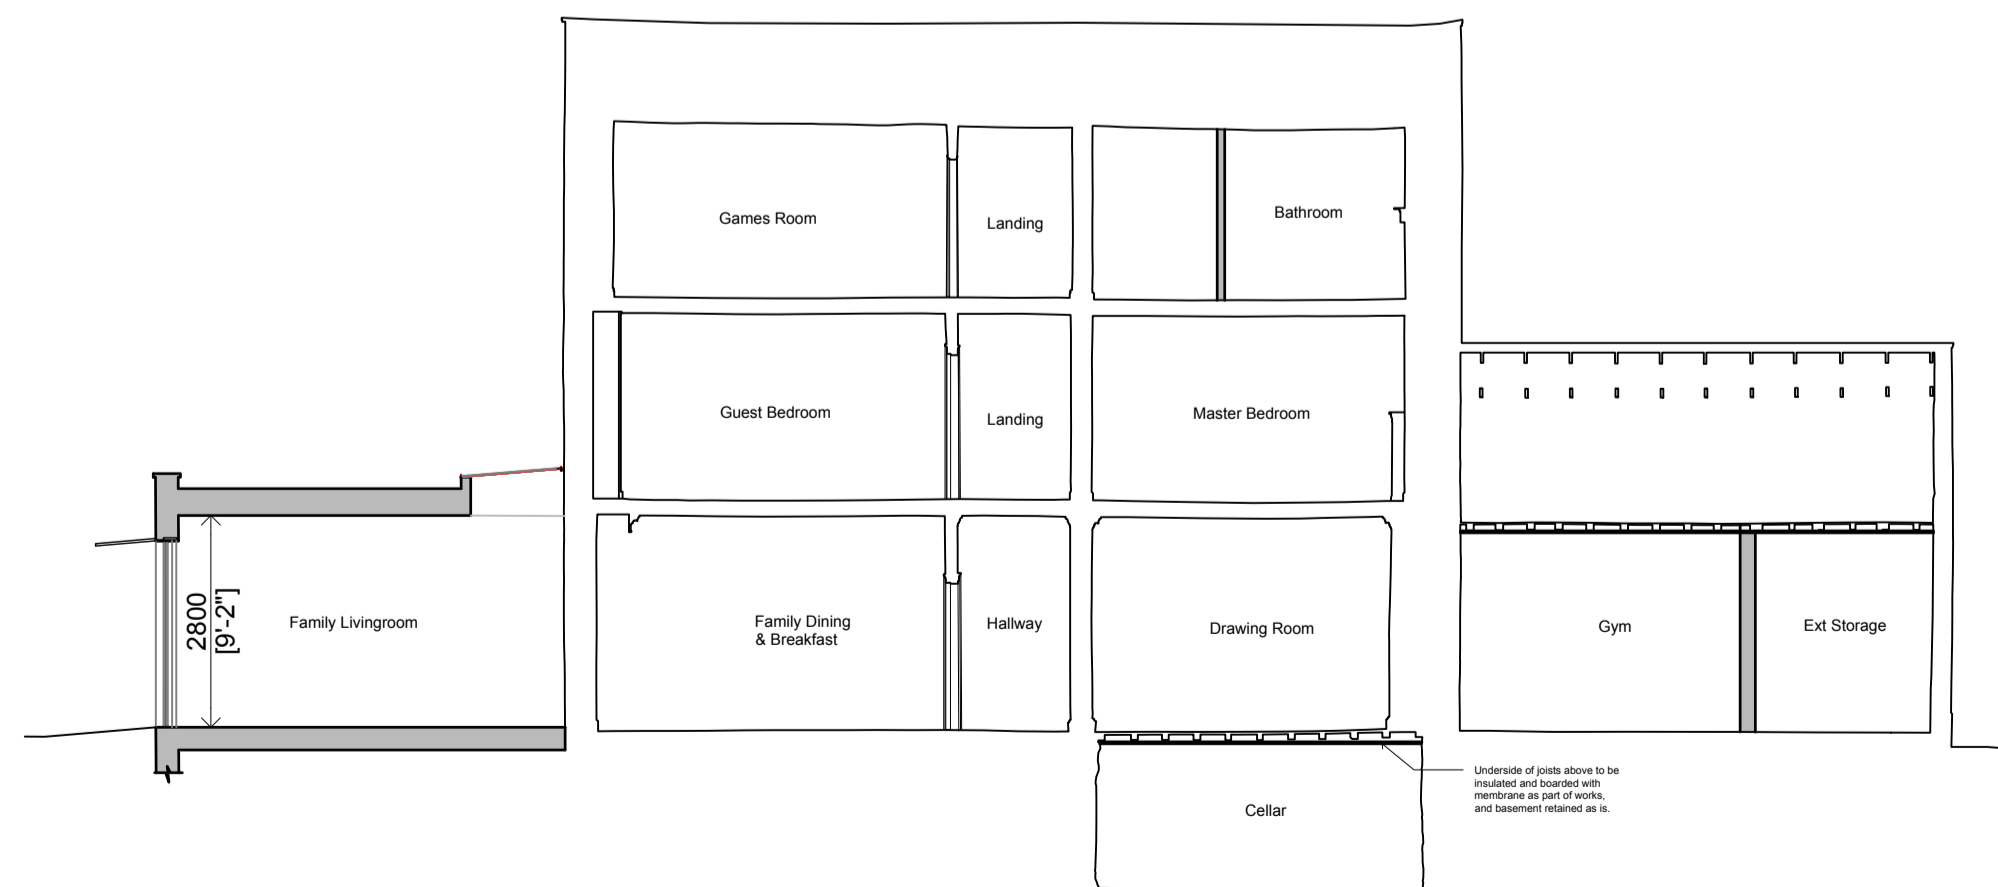 Games Room
Landing
Bathroom
Guest Bedroom
Landing
Master Bedroom
2800
[9'-2"]
Family Livingroom
Family Dining
& Breakfast
Hallway
Drawing Room
Gym
Ext Storage
Underside of joists above to be
insulated and boarded with
membrane as part of works,
and basement retained as is.
Cellar